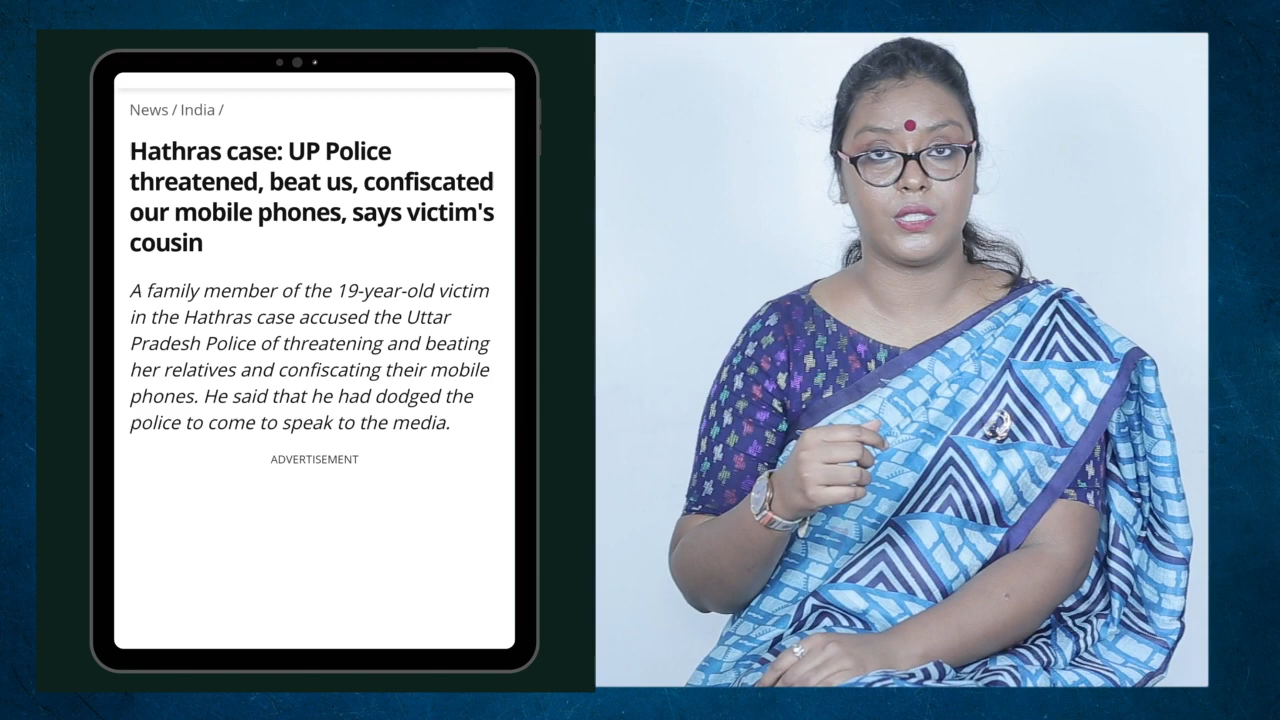 News / India /
Hathras case: UP Police
threatened, beat us, confiscated
our mobile phones, says victim's
cousin
A family member of the 19-year-old victim
in the Hathras case accused the Uttar
Pradesh Police of threatening and beating
her relatives and confiscating their mobile
phones. He said that he had dodged the
police to come to speak to the media.
ADVERTISEMENT